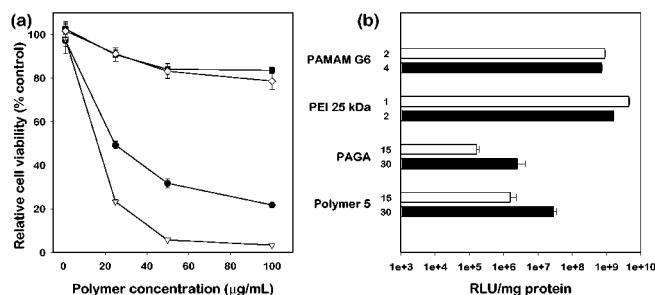 (a)
Relative cell viability (% control)
100
80
60
40
20
0
0 20 40 60 80 100
Polymer concentration (μg/mL)
(b)
PAMAM G6 2
4
PEI 25 kDa 1
2
PAGA 15
30
Polymer 5 15
30
1e+3 1e+4 1e+5 1e+6 1e+7 1e+8 1e+9 1e+10
RLU/mg protein